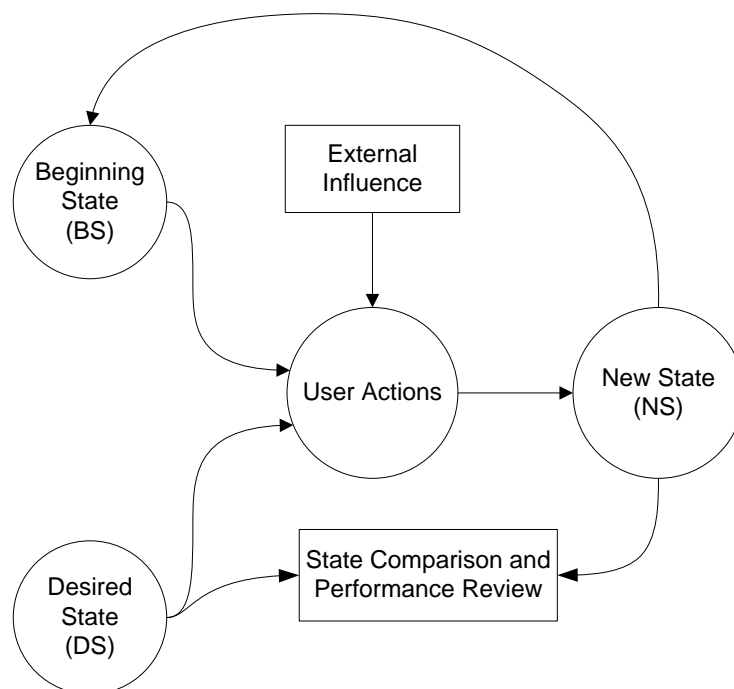 Beginning
State
(BS)
External
Influence
User Actions
New State
(NS)
State Comparison and
Performance Review
Desired
State
(DS)